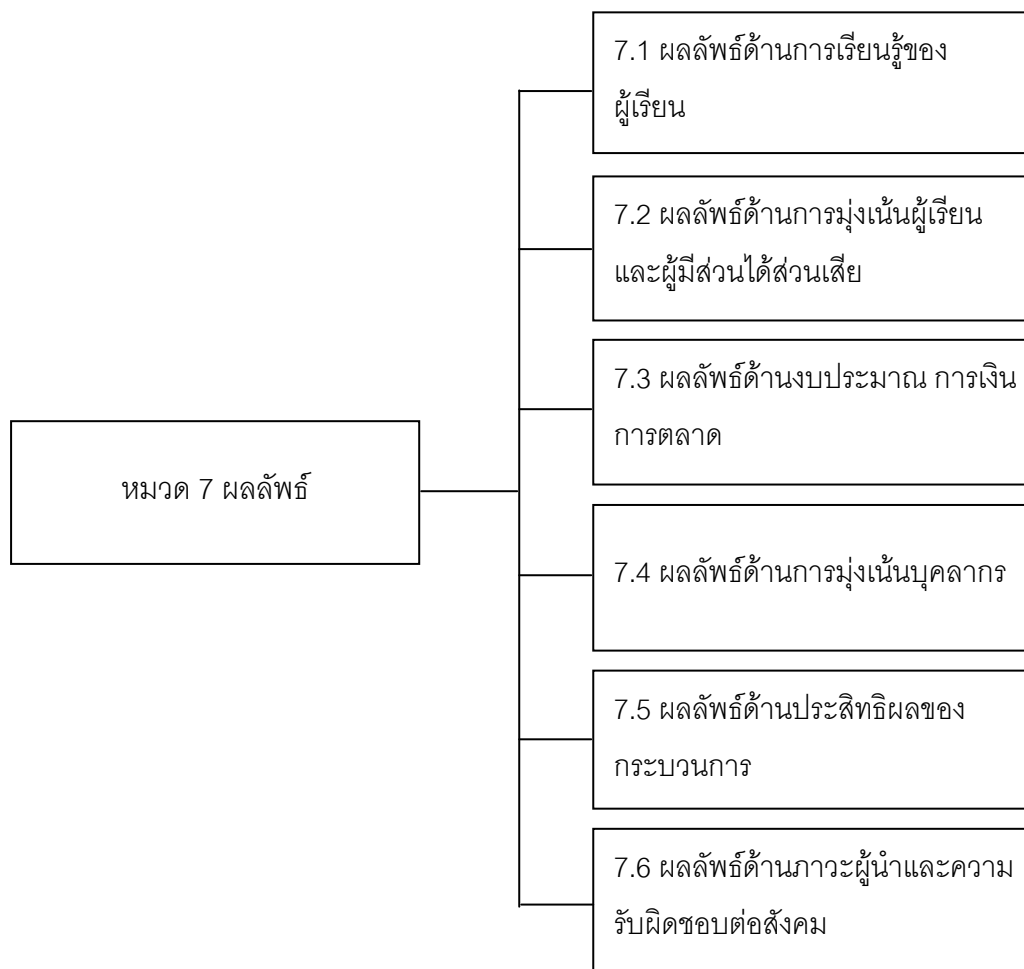 7.1 ผลลัพธ์ด้านการเรียนรู้ของ
ผู้เรียน
7.2 ผลลัพธ์ด้านการมุ่งเน้นผู้เรียน
และผู้มีส่วนได้ส่วนเสีย
7.3 ผลลัพธ์ด้านงบประมาณ การเงิน
การตลาด
หมวด 7 ผลลัพธ์
7.4 ผลลัพธ์ด้านการมุ่งเน้นบุคลากร
7.5 ผลลัพธ์ด้านประสิทธิผลของ
กระบวนการ
7.6 ผลลัพธ์ด้านภาวะผู้นำและความ
รับผิดชอบต่อสังคม